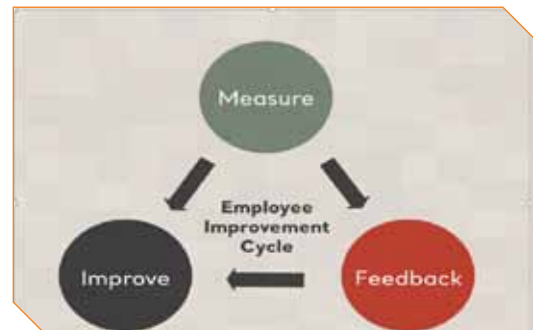 Measure
Employee
Improvement
Cycle
Improve
Feedback